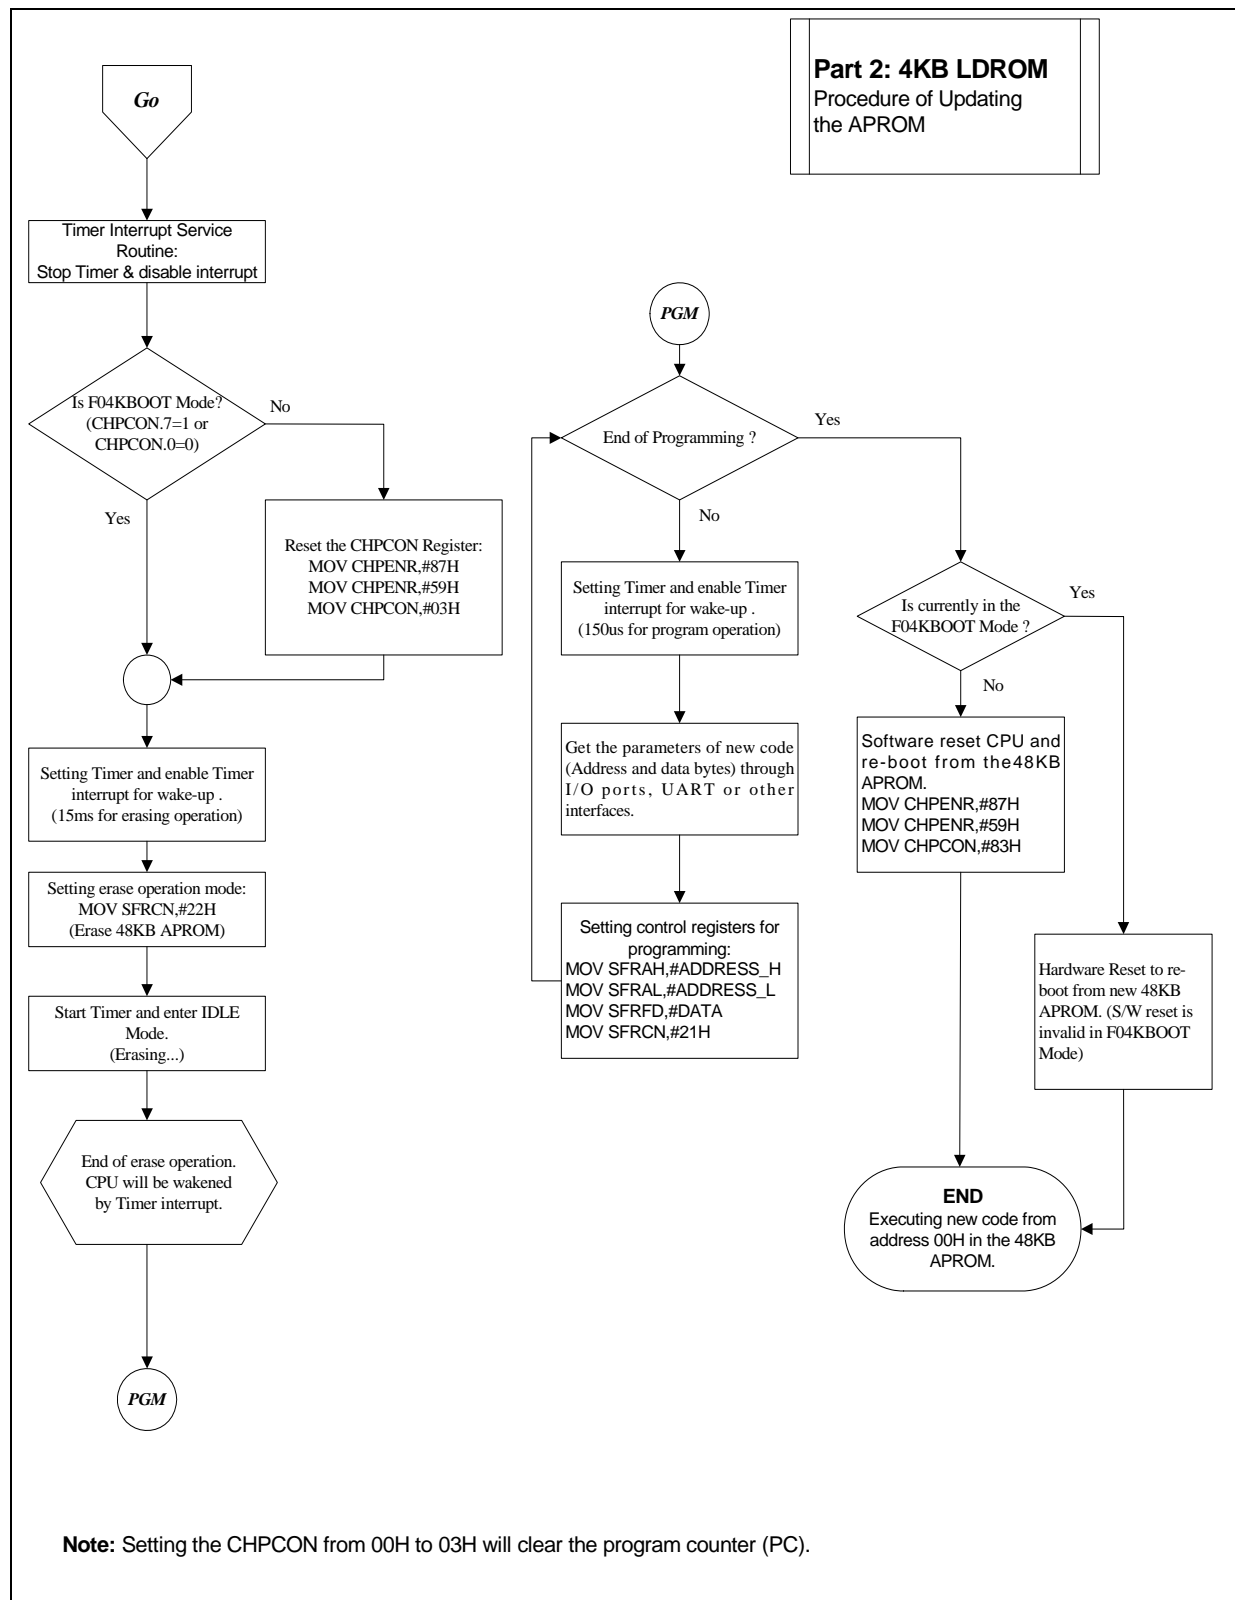 Part 2: 4KB LDROM
Procedure of Updating
the APROM
Go
Timer Interrupt Service
Routine:
Stop Timer & disable interrupt
Is F04KBOOT Mode?
(CHPCON.7=1 or
CHPCON.0=0)
No
Yes
Reset the CHPCON Register:
MOV CHPENR,#87H
MOV CHPENR,#59H
MOV CHPCON,#03H
Setting Timer and enable Timer
interrupt for wake-up .
(15ms for erasing operation)
Setting erase operation mode:
MOV SFRCN,#22H
(Erase 48KB APROM)
Start Timer and enter IDLE
Mode.
(Erasing...)
End of erase operation.
CPU will be wakened
by Timer interrupt.
PGM
PGM
End of Programming ?
Yes
No
Setting Timer and enable Timer
interrupt for wake-up .
(150us for program operation)
Get the parameters of new code
(Address and data bytes) through
I/O ports, UART or other
interfaces.
Setting control registers for
programming:
MOV SFRAH,#ADDRESS_H
MOV SFRAL,#ADDRESS_L
MOV SFRFD,#DATA
MOV SFRCN,#21H
Is currently in the
F04KBOOT Mode ?
Yes
No
Software reset CPU and
re-boot from the48KB
APROM.
MOV CHPENR,#87H
MOV CHPENR,#59H
MOV CHPCON,#83H
Hardware Reset to re-
boot from new 48KB
APROM. (S/W reset is
invalid in F04KBOOT
Mode)
END
Executing new code from
address 00H in the 48KB
APROM.
Note: Setting the CHPCON from 00H to 03H will clear the program counter (PC).